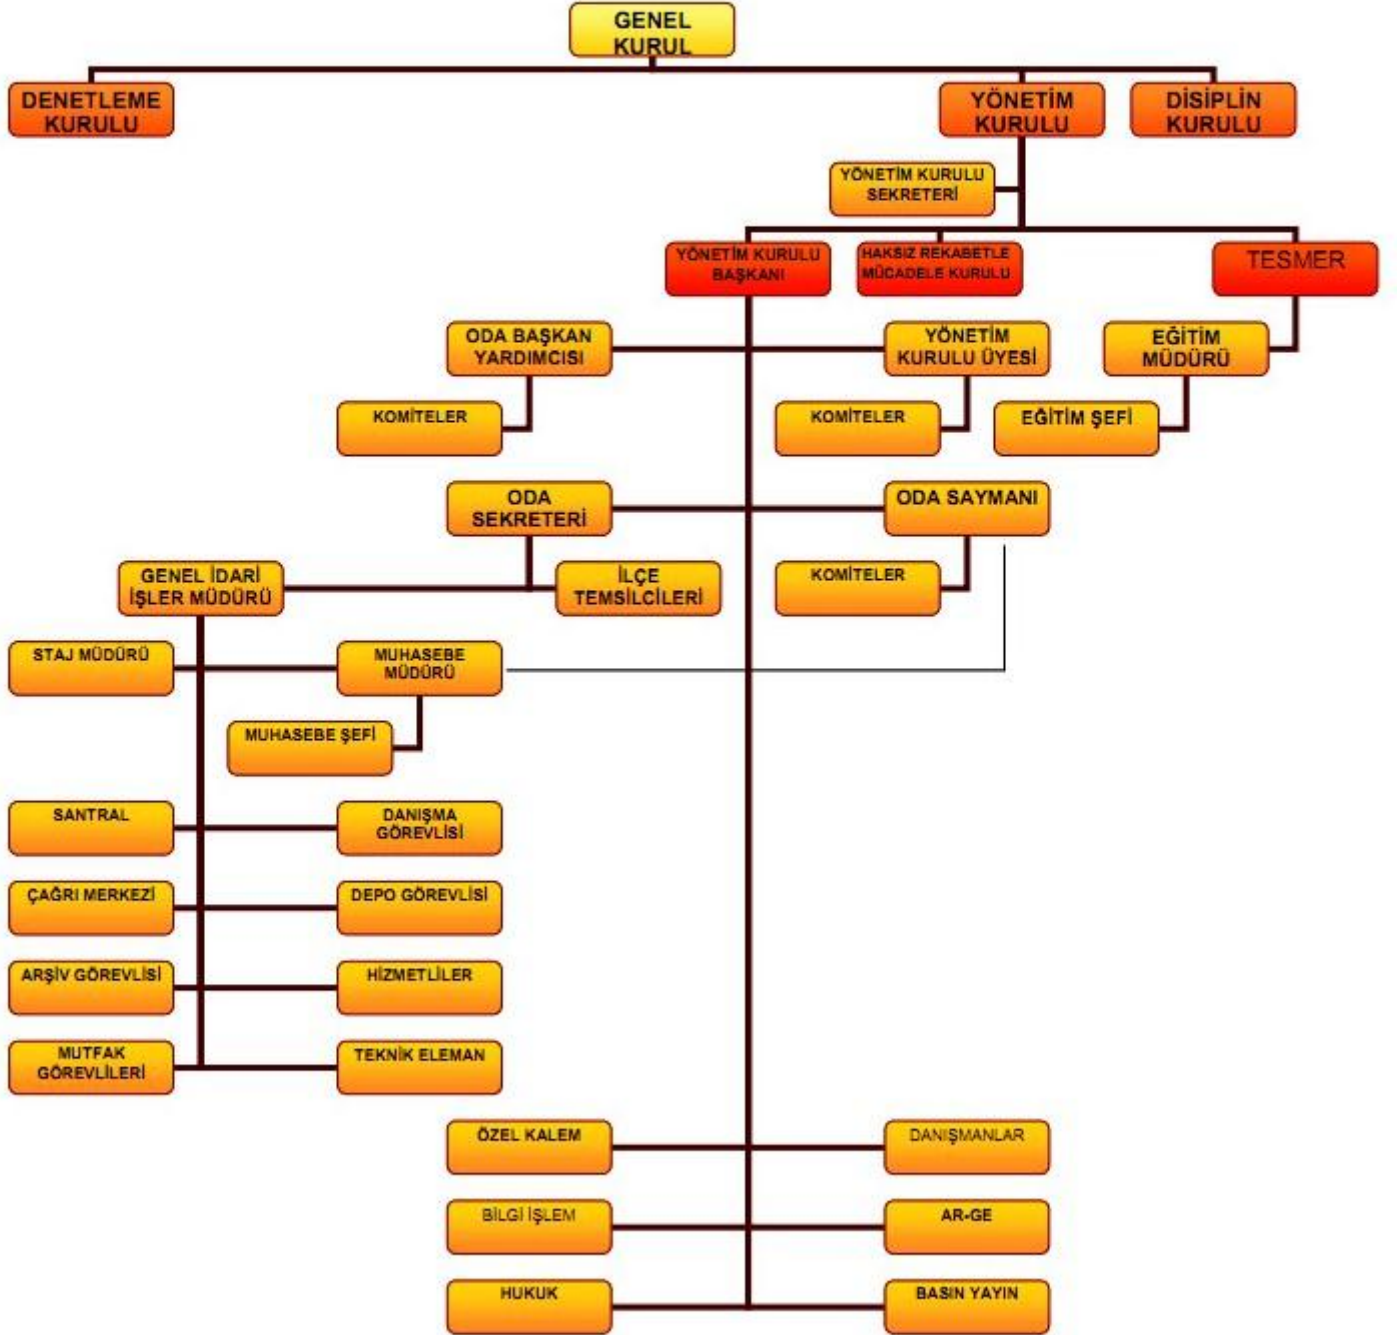 GENEL
KURUL
DENETLEME
KURULU
YÖNETİM
KURULU
DİSİPLİN
KURULU
YÖNETİM KURULU
SEKRETERİ
YÖNETİM KURULU
BAŞKANI
HAKSIZ REKABETLE
MÜCADELE KURULU
TESMER
ODA BAŞKAN
YARDIMCISI
YÖNETİM
KURULU ÜYESİ
EĞİTİM
MÜDÜRÜ
KOMİTELER
KOMİTELER
EĞİTİM ŞEFİ
ODA
SEKRETERİ
ODA SAYMANI
GENEL İDARİ
İŞLER MÜDÜRÜ
İLÇE
TEMSİLCİLERİ
KOMİTELER
STAJ MÜDÜRÜ
MUHASEBE
MÜDÜRÜ
MUHASEBE ŞEFİ
SANTRAL
DANIŞMA
GÖREVLİSİ
ÇAĞRI MERKEZİ
DEPO GÖREVLİSİ
ARŞİV GÖREVLİSİ
HİZMETLİLER
MUTFAK
GÖREVLİLERİ
TEKNİK ELEMAN
ÖZEL KALEM
DANIŞMANLAR
BİLGİ İŞLEM
AR-GE
HUKUK
BASIN YAYIN